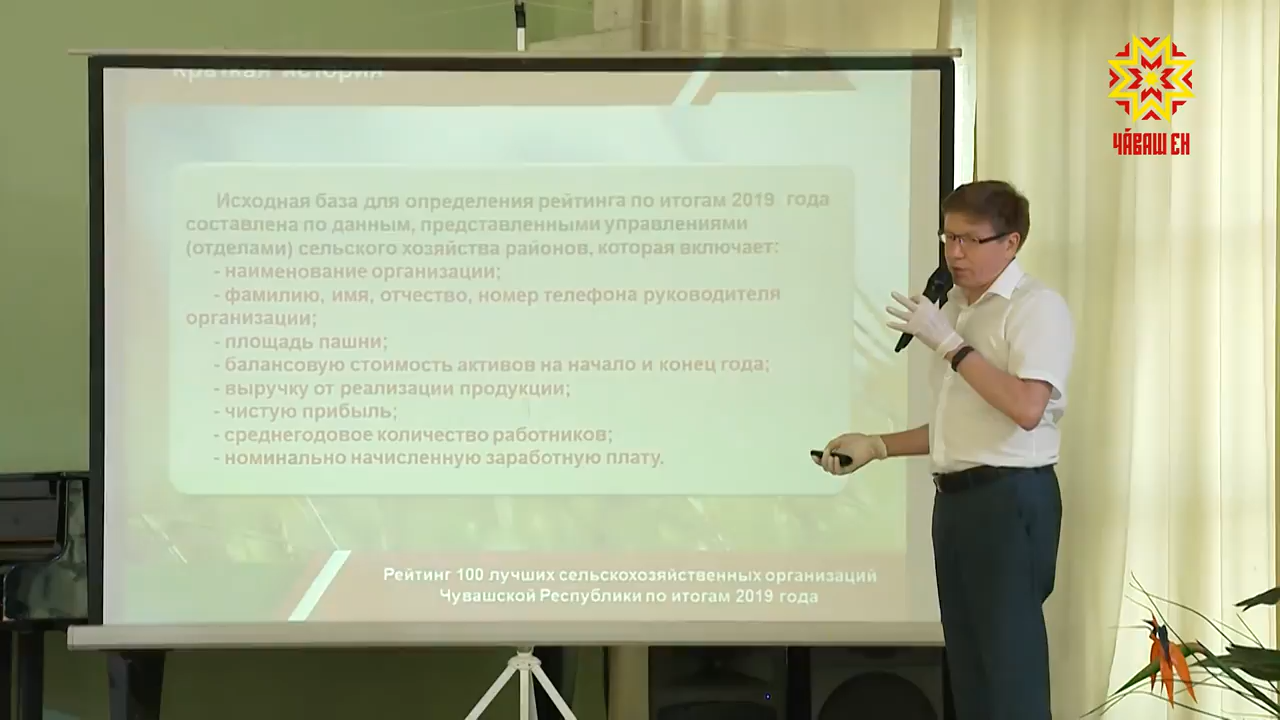 Краткая история
ЧӐВАШ ЕН
Исходная база для определения рейтинга по итогам 2019 года
составлена по данным, представленными управлениями
(отделами) сельского хозяйства районов, которая включает:
- наименование организации;
- фамилию, имя, отчество, номер телефона руководителя
организации;
- площадь пашни;
- балансовую стоимость активов на начало и конец года;
- выручку от реализации продукции;
- чистую прибыль;
- среднегодовое количество работников;
- номинально начисленную заработную плату.
Рейтинг 100 лучших сельскохозяйственных организаций
Чувашской Республики по итогам 2019 года